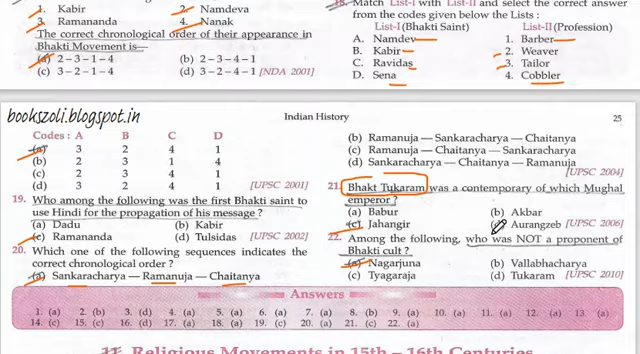 1. Kabir 2. Namdeva
3. Ramananda 4. Nanak
The correct chronological order of their appearance in
Bhakti Movement is—
(a) 2 – 3 – 1 – 4 (b) 2 – 3 – 4 – 1
(c) 3 – 2 – 1 – 4 (d) 3 – 2 – 4 – 1 [NDA 2001]
18. Match List-I with List-II and select the correct answer
from the codes given below the Lists :
List-I (Bhakti Saint) List-II (Profession)
A. Namdev 1. Barber
B. Kabir 2. Weaver
C. Ravidas 3. Tailor
D. Sena 4. Cobbler
bookszoli.blogspot.in
Indian History 25
Codes : A B C D
(a) 3 2 4 1
(b) 2 3 1 4
(c) 2 3 4 1
(d) 3 2 4 1 [UPSC 2001]
19. Who among the following was the first Bhakti saint to
use Hindi for the propagation of his message ?
(a) Dadu (b) Kabir
(c) Ramananda (d) Tulsidas [UPSC 2002]
20. Which one of the following sequences indicates the
correct chronological order ?
(a) Sankaracharya — Ramanuja — Chaitanya
(b) Ramanuja — Sankaracharya — Chaitanya
(c) Ramanuja — Chaitanya — Sankaracharya
(d) Sankaracharya — Chaitanya — Ramanuja
[UPSC 2004]
21. Bhakt Tukaram was a contemporary of which Mughal
emperor ?
(a) Babur (b) Akbar
(c) Jahangir Aurangzeb [UPSC 2006]
22. Among the following, who was NOT a proponent of
Bhakti cult ?
(a) Nagarjuna (b) Vallabhacharya
(c) Tyagaraja (d) Tukaram [UPSC 2010]
Answers
1. (a) 2. (b) 3. (d) 4. (a) 5. (a) 6. (a) 7. (a) 8. (b) 9. (a) 10. (a) 11. (a) 12. (a) 13. (a)
14. (c) 15. (c) 16. (d) 17. (a) 18. (a) 19. (c) 20. (a) 21. (c) 22. (a)
11. Religious Movements in 15th – 16th Centuries